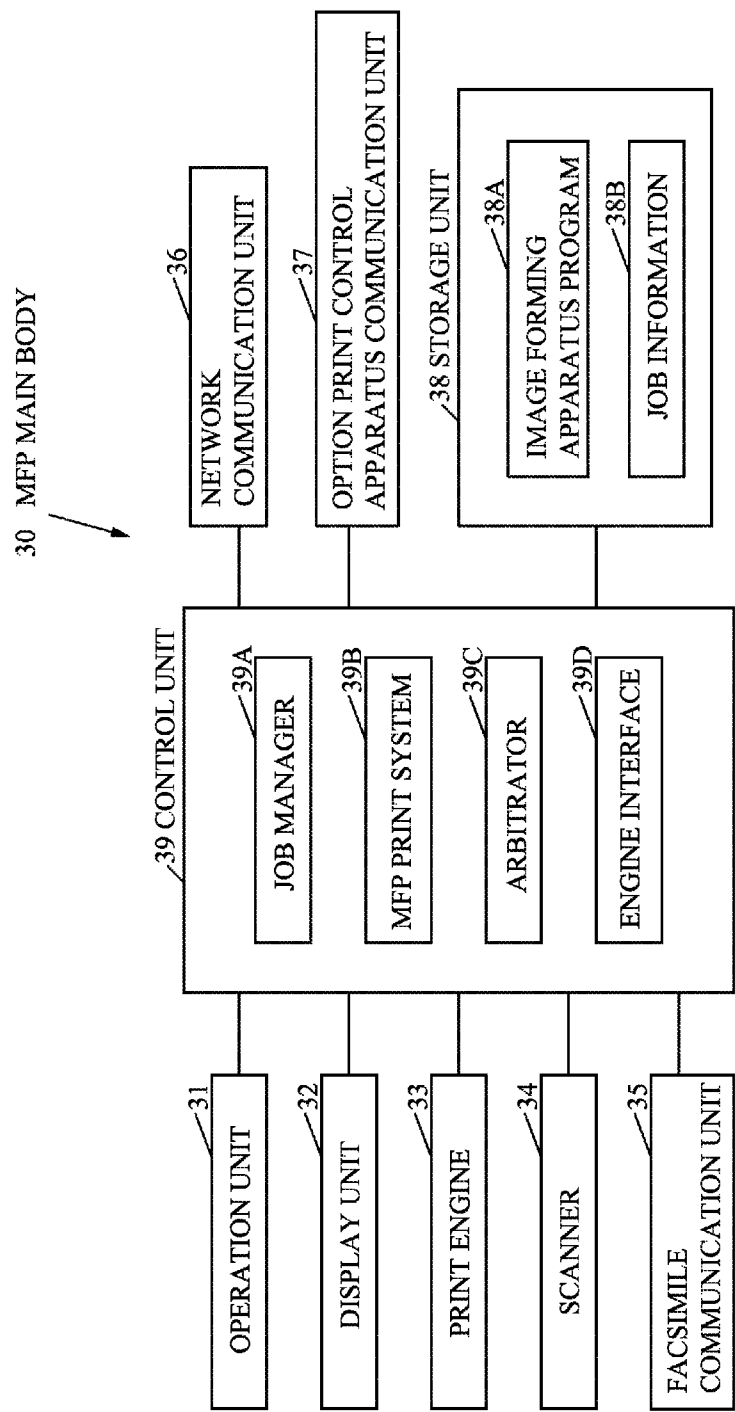 30 MFP MAIN BODY
31
OPERATION UNIT
32
DISPLAY UNIT
33
PRINT ENGINE
34
SCANNER
35
FACSIMILE
COMMUNICATION UNIT
39 CONTROL UNIT
39A
JOB MANAGER
39B
MFP PRINT SYSTEM
39C
ARBITRATOR
39D
ENGINE INTERFACE
36
NETWORK
COMMUNICATION UNIT
37
OPTION PRINT CONTROL
APPARATUS COMMUNICATION UNIT
38 STORAGE UNIT
38A
IMAGE FORMING
APPARATUS PROGRAM
38B
JOB INFORMATION